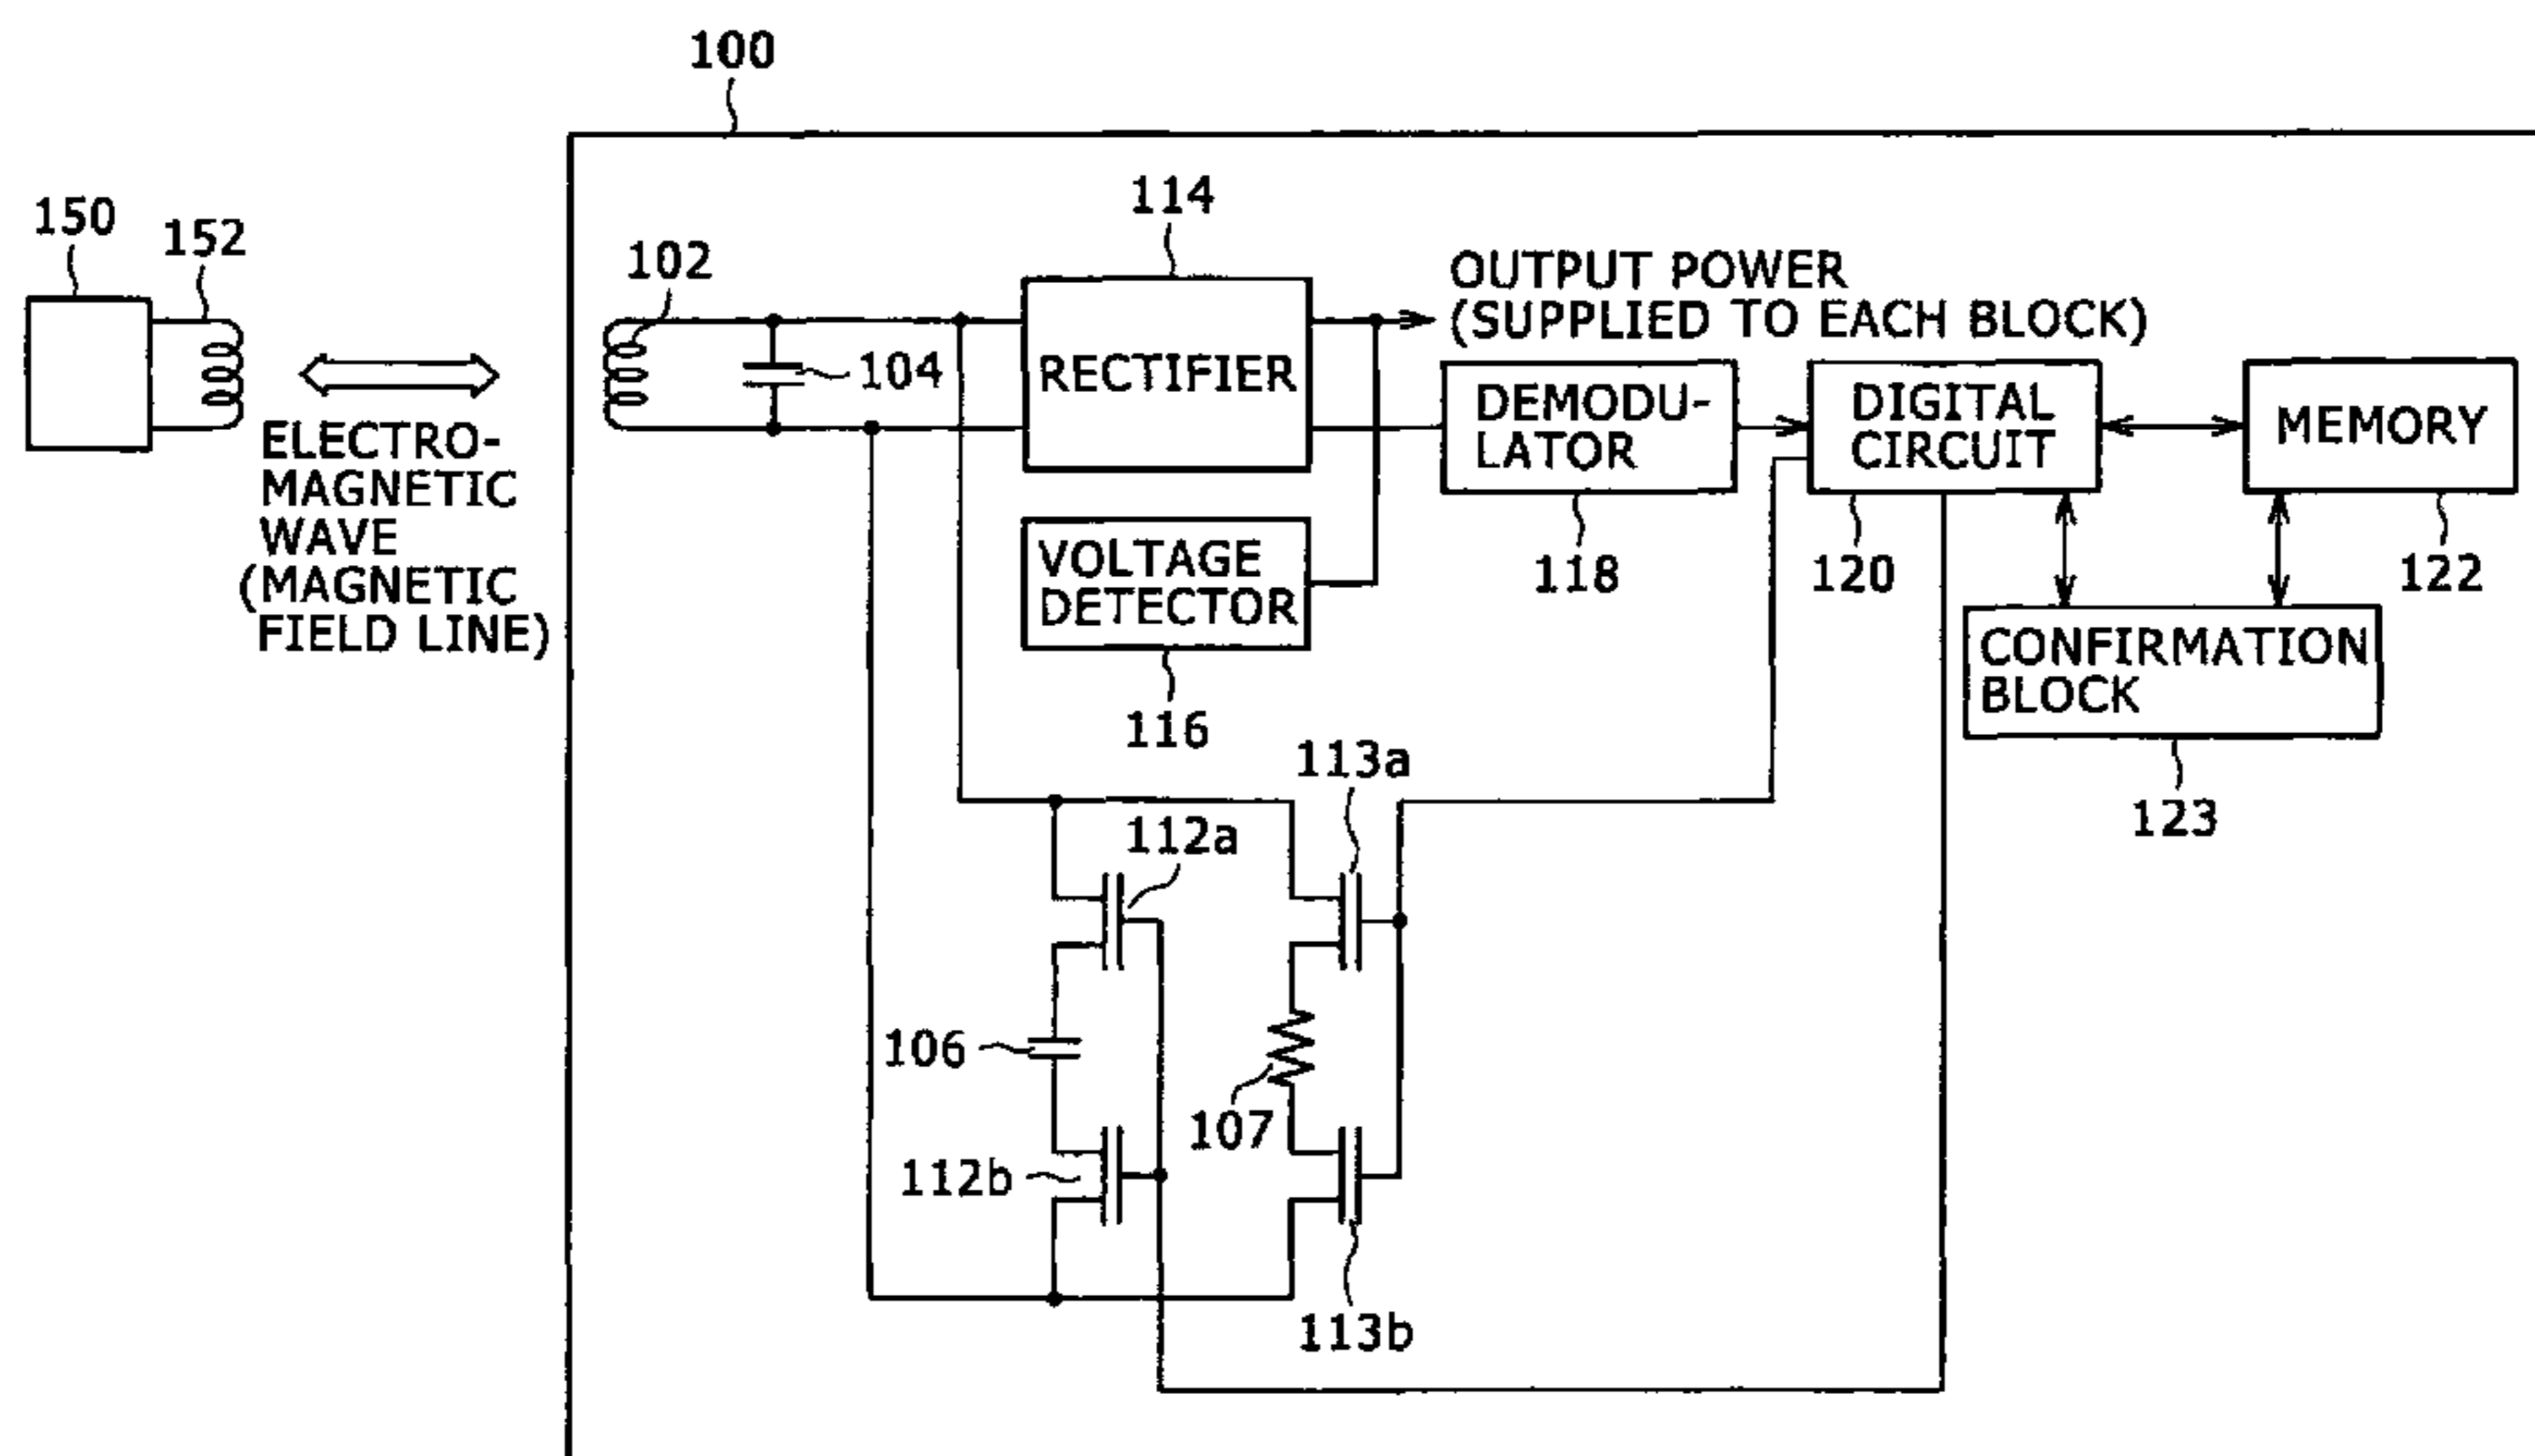 100
150
152
102
114
OUTPUT POWER
(SUPPLIED TO EACH BLOCK)
104
RECTIFIER
DEMODU-
LATOR
DIGITAL
CIRCUIT
MEMORY
ELECTRO-
MAGNETIC
WAVE
(MAGNETIC
FIELD LINE)
VOLTAGE
DETECTOR
118
120
122
CONFIRMATION
BLOCK
116
113a
123
112a
106
107
112b
113b